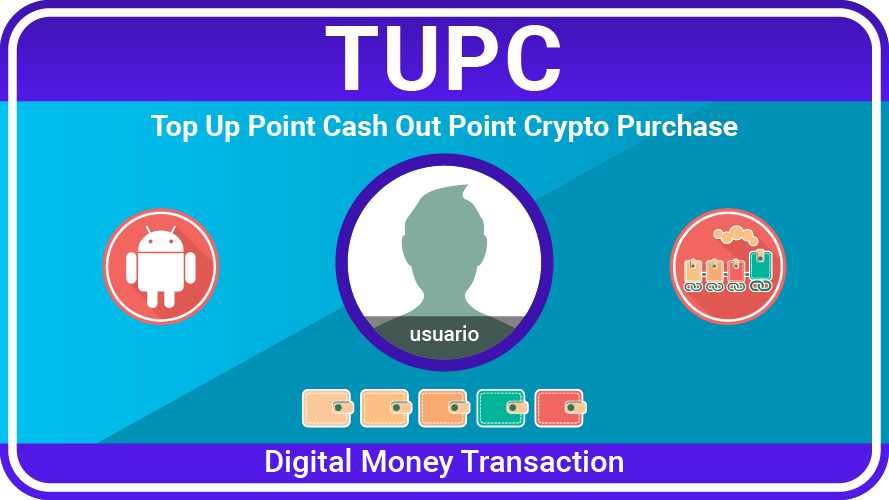 TUPC
Top Up Point Cash Out Point Crypto Purchase
usuario
Digital Money Transaction